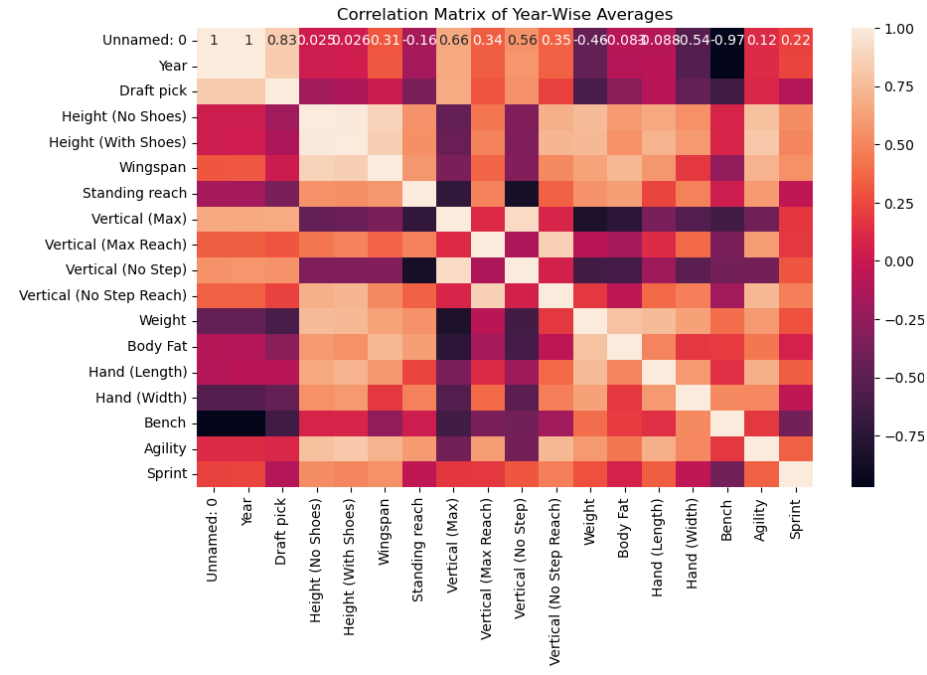 Correlation Matrix of Year-Wise Averages
Unnamed: 0
Year
Draft pick
Height (No Shoes)
Height (With Shoes)
Wingspan
Standing reach
Vertical (Max)
Vertical (Max Reach)
Vertical (No Step)
Vertical (No Step Reach)
Weight
Body Fat
Hand (Length)
Hand (Width)
Bench
Agility
Sprint
1 1 0.83 0.025 0.026 0.31 -0.16 0.66 0.34 0.56 0.35 -0.46 -0.083 -0.088 -0.54 -0.97 0.12 0.22
Unnamed: 0
Year
Draft pick
Height (No Shoes)
Height (With Shoes)
Wingspan
Standing reach
Vertical (Max)
Vertical (Max Reach)
Vertical (No Step)
Vertical (No Step Reach)
Weight
Body Fat
Hand (Length)
Hand (Width)
Bench
Agility
Sprint
1.00
0.75
0.50
0.25
0.00
−0.25
−0.50
−0.75